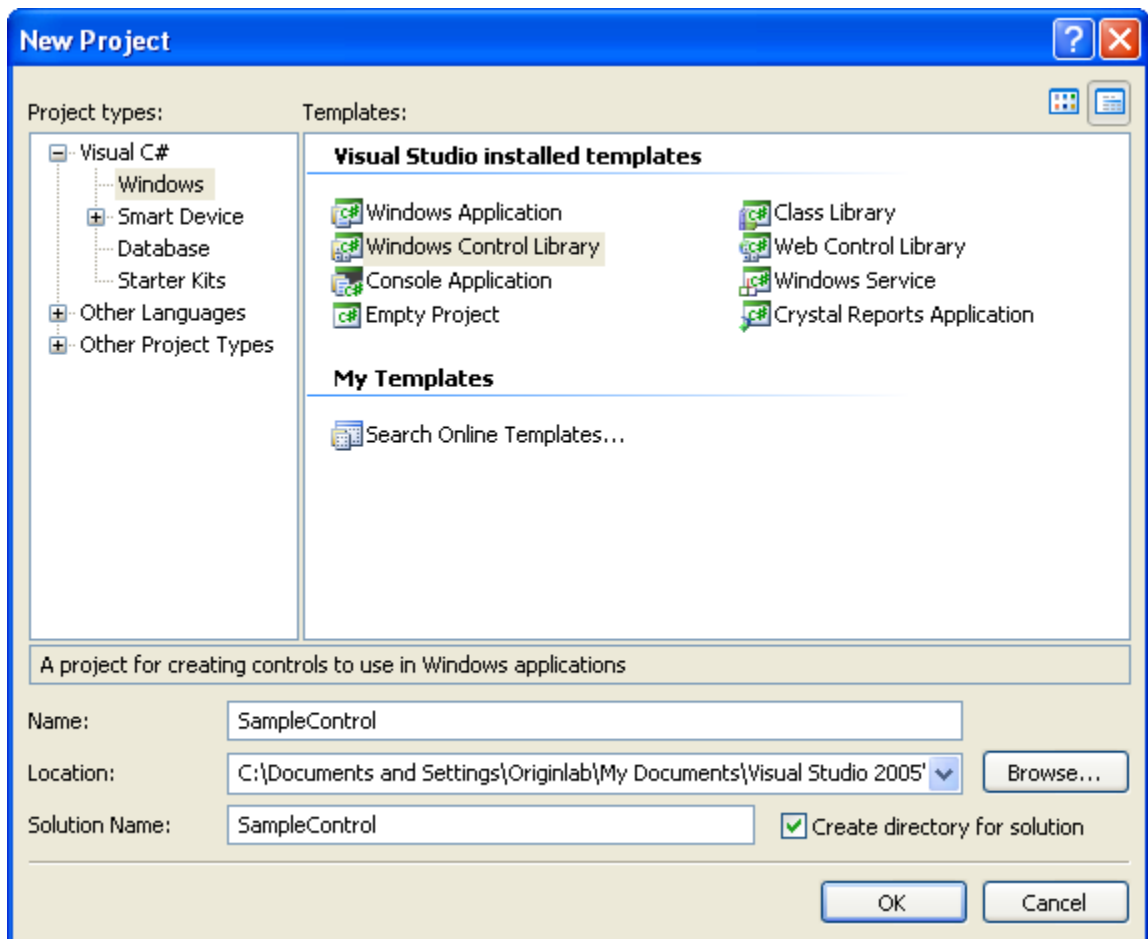 New Project
Project types:
Templates:
Visual C#
Windows
Smart Device
Database
Starter Kits
Other Languages
Other Project Types
Visual Studio installed templates
Windows Application
Class Library
Windows Control Library
Web Control Library
Console Application
Windows Service
Empty Project
Crystal Reports Application
My Templates
Search Online Templates...
A project for creating controls to use in Windows applications
Name:
SampleControl
Location:
C:\Documents and Settings\Originlab\My Documents\Visual Studio 2005
Browse...
Solution Name:
SampleControl
Create directory for solution
OK
Cancel